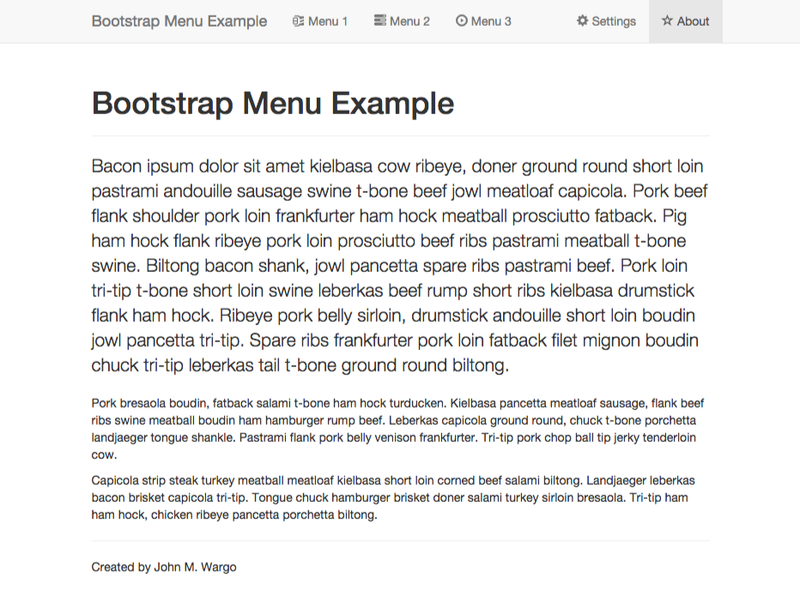 Bootstrap Menu Example Menu 1 Menu 2 Menu 3 Settings About
Bootstrap Menu Example
Bacon ipsum dolor sit amet kielbasa cow ribeye, doner ground round short loin
pastrami andouille sausage swine t-bone beef jowl meatloaf capicola. Pork beef
flank shoulder pork loin frankfurter ham hock meatball prosciutto fatback. Pig
ham hock flank ribeye pork loin prosciutto beef ribs pastrami meatball t-bone
swine. Biltong bacon shank, jowl pancetta spare ribs pastrami beef. Pork loin
tri-tip t-bone short loin swine leberkas beef rump short ribs kielbasa drumstick
flank ham hock. Ribeye pork belly sirloin, drumstick andouille short loin boudin
jowl pancetta tri-tip. Spare ribs frankfurter pork loin fatback filet mignon boudin
chuck tri-tip leberkas tail t-bone ground round biltong.
Pork bresaola boudin, fatback salami t-bone ham hock turducken. Kielbasa pancetta meatloaf sausage, flank beef
ribs swine meatball boudin ham hamburger rump beef. Leberkas capicola ground round, chuck t-bone porchetta
landjaeger tongue shankle. Pastrami flank pork belly venison frankfurter. Tri-tip pork chop ball tip jerky tenderloin
cow.
Capicola strip steak turkey meatball meatloaf kielbasa short loin corned beef salami biltong. Landjaeger leberkas
bacon brisket capicola tri-tip. Tongue chuck hamburger brisket doner salami turkey sirloin bresaola. Tri-tip ham
ham hock, chicken ribeye pancetta porchetta biltong.
Created by John M. Wargo